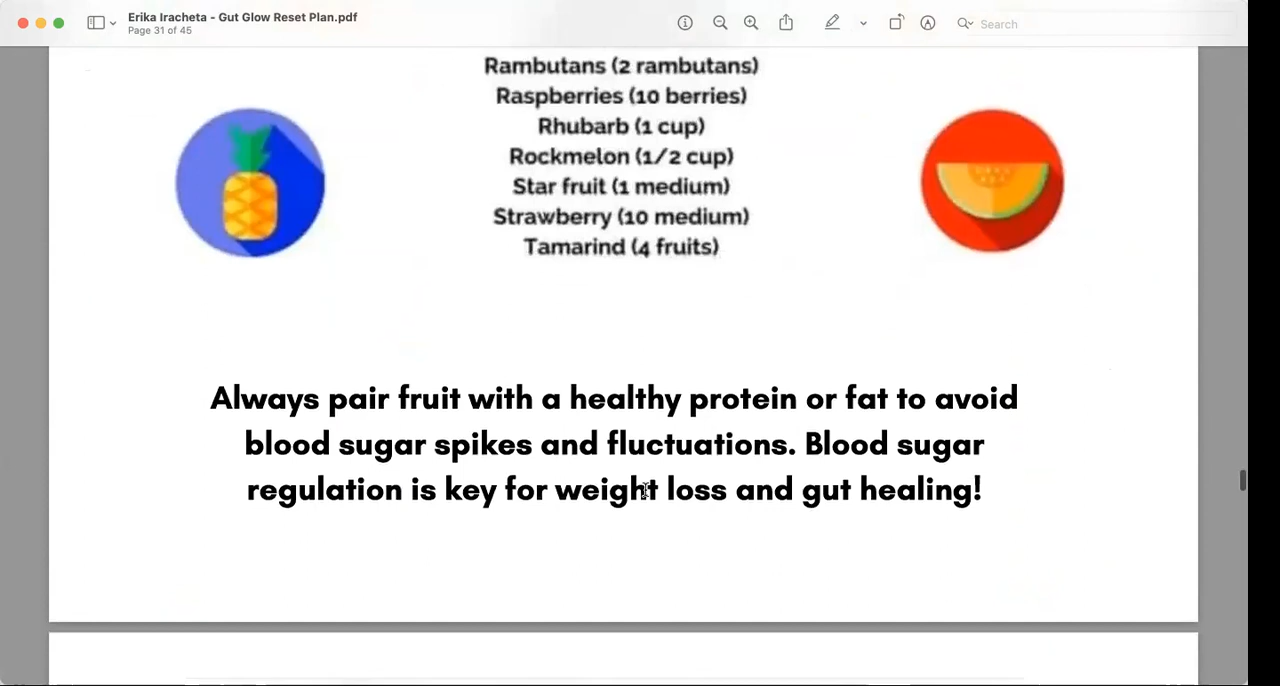 Erika Iracheta - Gut Glow Reset Plan.pdf
Page 31 of 45
Search
Rambutans (2 rambutans)
Raspberries (10 berries)
Rhubarb (1 cup)
Rockmelon (1/2 cup)
Star fruit (1 medium)
Strawberry (10 medium)
Tamarind (4 fruits)
Always pair fruit with a healthy protein or fat to avoid
blood sugar spikes and fluctuations. Blood sugar
regulation is key for weight loss and gut healing!